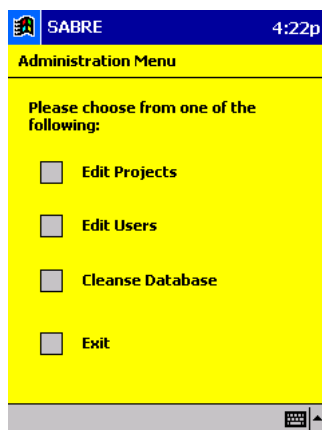 SABRE 4:22p
Administration Menu
Please choose from one of the
following:
Edit Projects
Edit Users
Cleanse Database
Exit